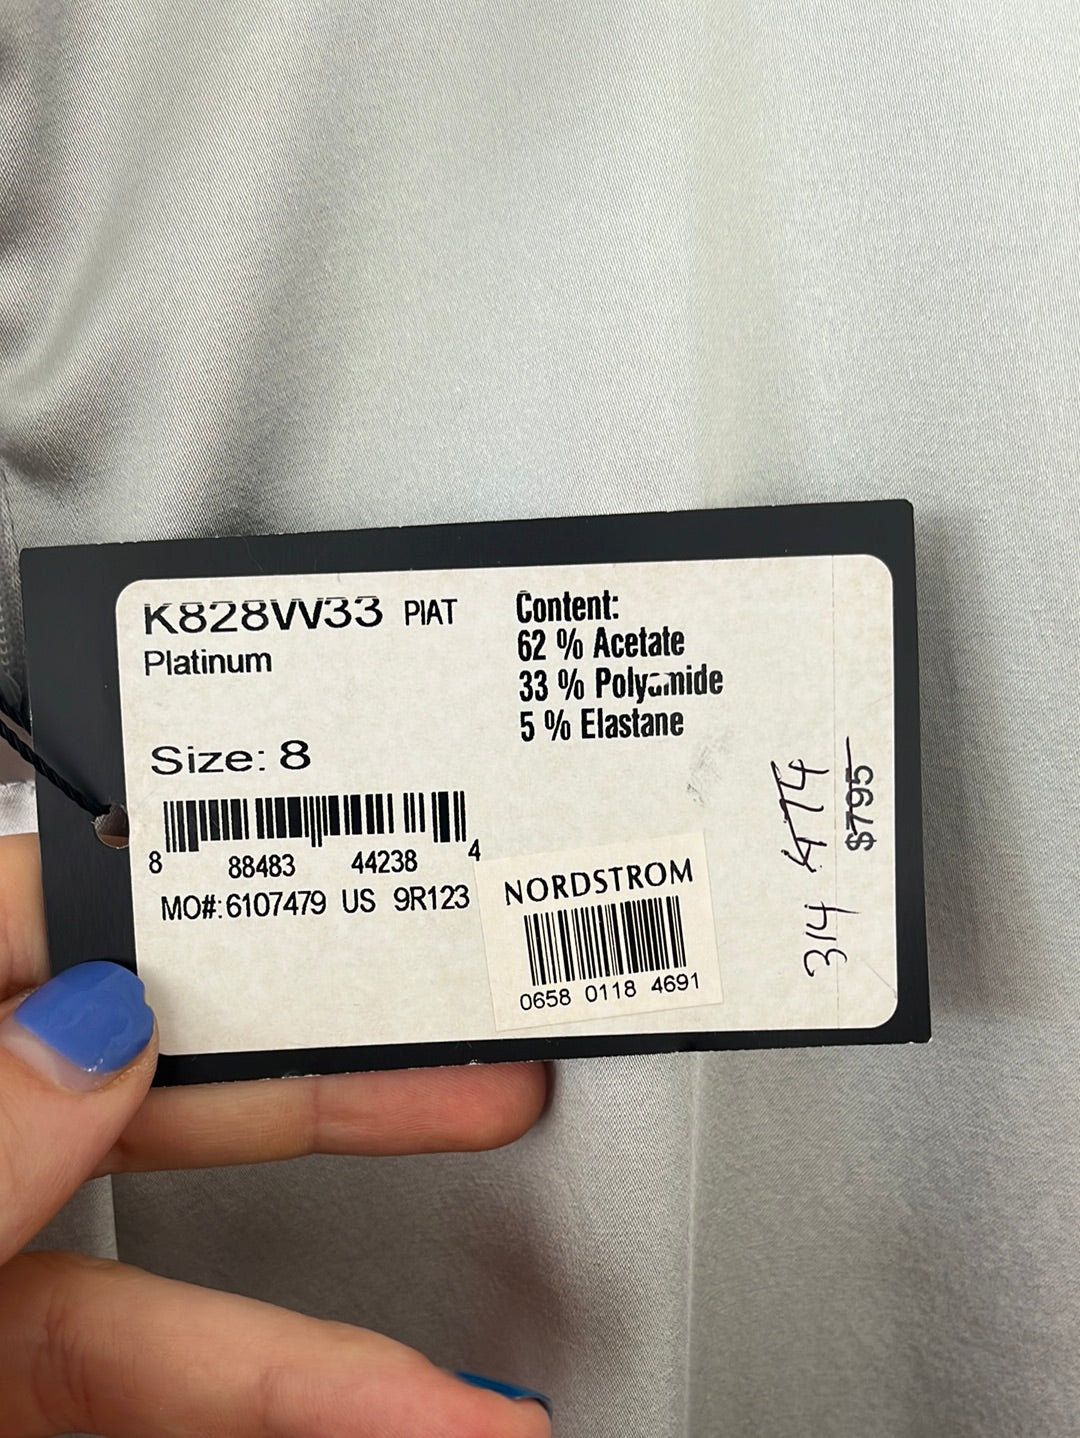 K828W33 PIAT
Platinum
Size: 8
8 88483 44238 4
MO#:6107479 US 9R123
Content:
62 % Acetate
33 % Polyamide
5 % Elastane
NORDSTROM
0658 0118 4691
314 474
$795